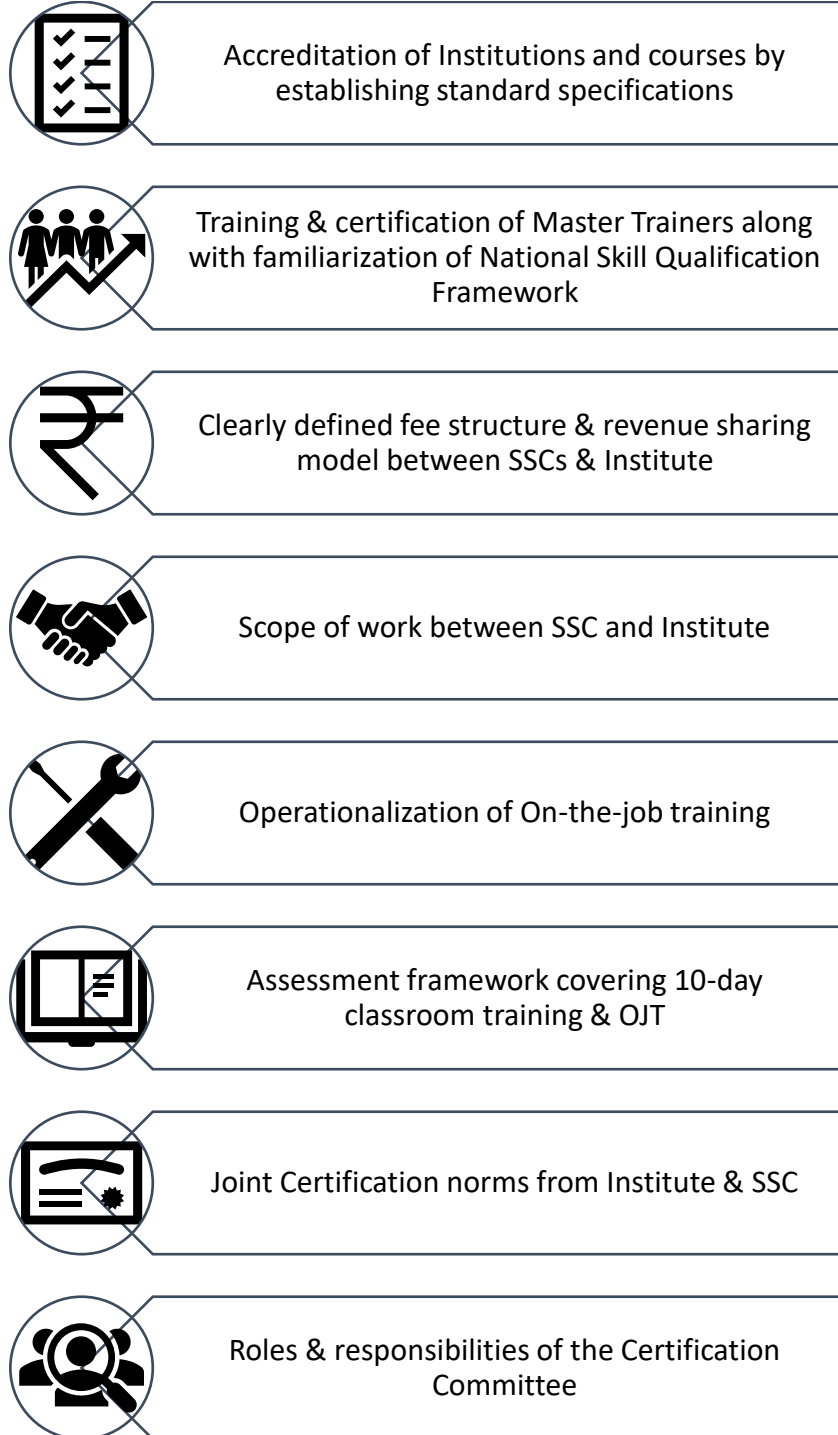 Accreditation of Institutions and courses by
establishing standard specifications
Training & certification of Master Trainers along
with familiarization of National Skill Qualification
Framework
Clearly defined fee structure & revenue sharing
model between SSCs & Institute
Scope of work between SSC and Institute
Operationalization of On-the-job training
Assessment framework covering 10-day
classroom training & OJT
Joint Certification norms from Institute & SSC
Roles & responsibilities of the Certification
Committee